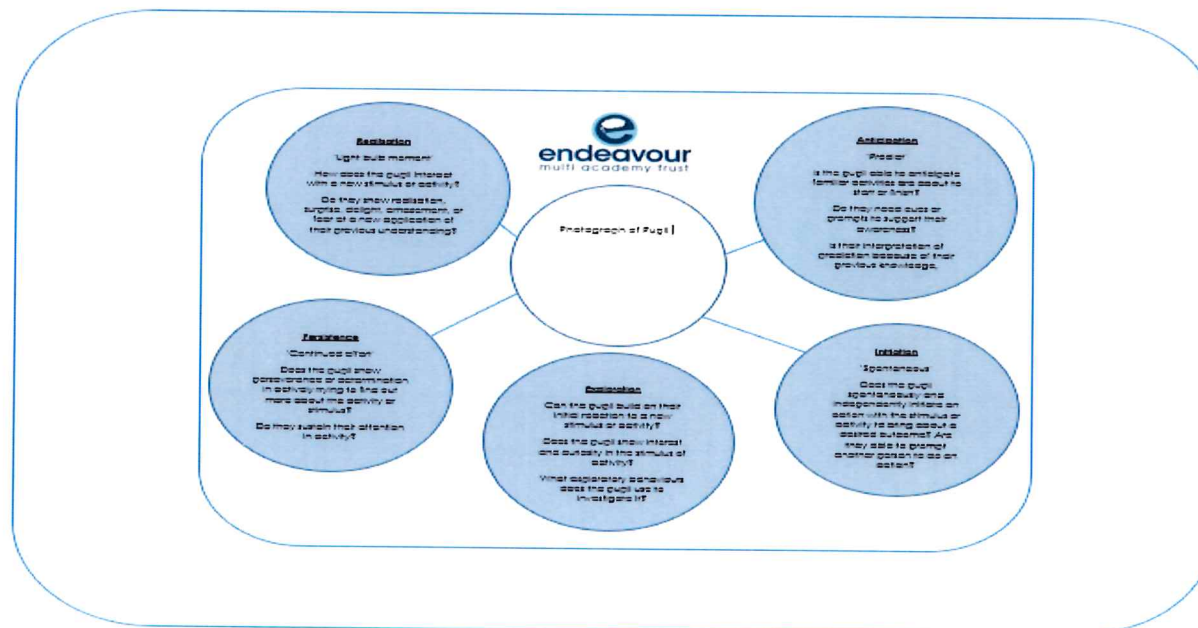 endeavour
multi academy trust
Realisation
'Light bulb moment'
How does the pupil interact
with a new stimulus or activity?
Do they show realisation,
surprise, delight, amazement, or
fear at a new application of
their previous understanding?
Photograph of Pupil
Anticipation
'Predict'
Is the pupil able to anticipate
familiar activities are about to
start or finish?
Do they need cues or
prompts to support their
awareness?
Is their interpretation of
prediction because of their
previous knowledge.
Persistence
'Continued effort'
Does the pupil show
perseverance or determination
in actively trying to find out
more about the activity or
stimulus?
Do they sustain their attention
in activity?
Exploration
Can the pupil build on their
initial reaction to a new
stimulus or activity?
Does the pupil show interest
and curiosity in the stimulus or
activity?
What exploratory behaviours
does the pupil use to
investigate it?
Initiation
'Spontaneous'
Does the pupil
spontaneously and
independently initiate an
action with the stimulus or
activity to bring about a
desired outcome? Are
they able to prompt
another person to do an
action?